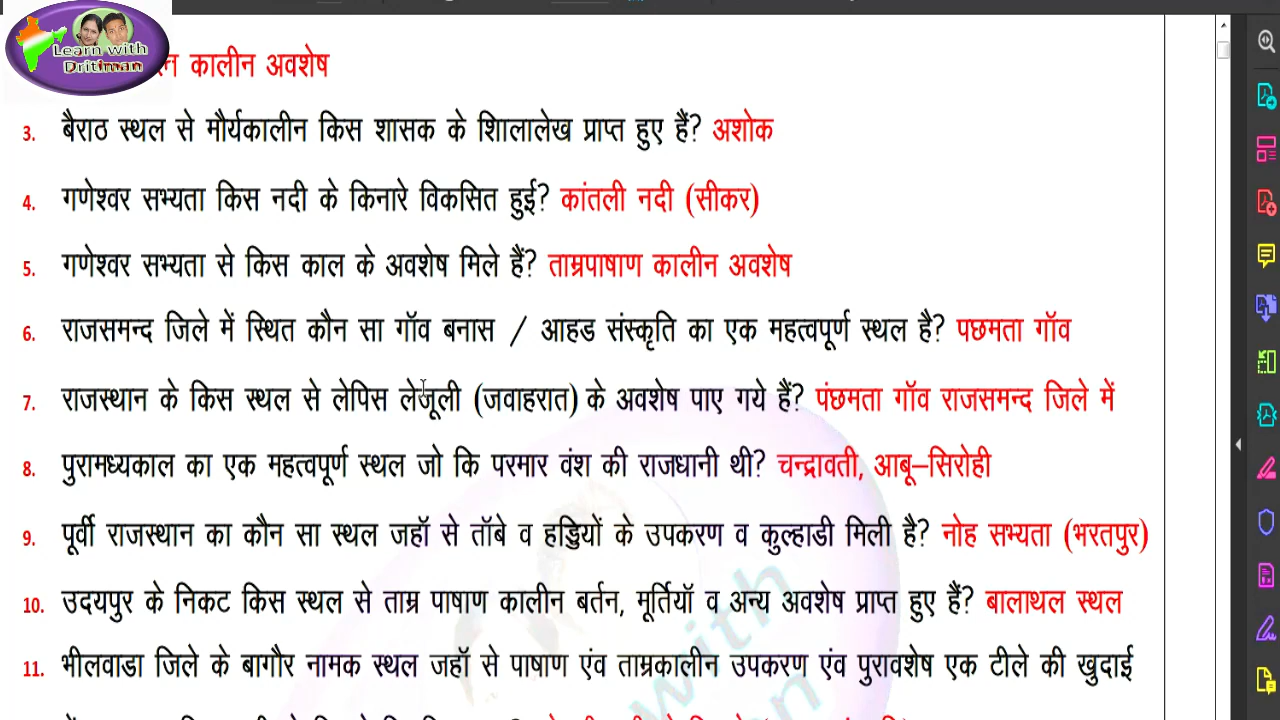 Learn with
Dritiman
कालीन अवशेष
3. बैराठ स्थल से मौर्यकालीन किस शासक के शिालालेख प्राप्त हुए हैं? अशोक
4. गणेश्वर सभ्यता किस नदी के किनारे विकसित हुई? कांतली नदी (सीकर)
5. गणेश्वर सभ्यता से किस काल के अवशेष मिले हैं? ताम्रपाषाण कालीन अवशेष
6. राजसमन्द जिले में स्थित कौन सा गॉव बनास / आहड संस्कृति का एक महत्वपूर्ण स्थल है? पछमता गॉव
7. राजस्थान के किस स्थल से लेपिस लेजूली (जवाहरात) के अवशेष पाए गये हैं? पंछमता गॉव राजसमन्द जिले में
8. पुरामध्यकाल का एक महत्वपूर्ण स्थल जो कि परमार वंश की राजधानी थी? चन्द्रावती, आबू–सिरोही
9. पूर्वी राजस्थान का कौन सा स्थल जहॉ से तॉबे व हड्डियों के उपकरण व कुल्हाडी मिली है? नोह सभ्यता (भरतपुर)
10. उदयपुर के निकट किस स्थल से ताम्र पाषाण कालीन बर्तन, मूर्तियॉ व अन्य अवशेष प्राप्त हुए हैं? बालाथल स्थल
11. भीलवाडा जिले के बागौर नामक स्थल जहॉ से पाषाण एंव ताम्रकालीन उपकरण एंव पुरावशेष एक टीले की खुदाई
with